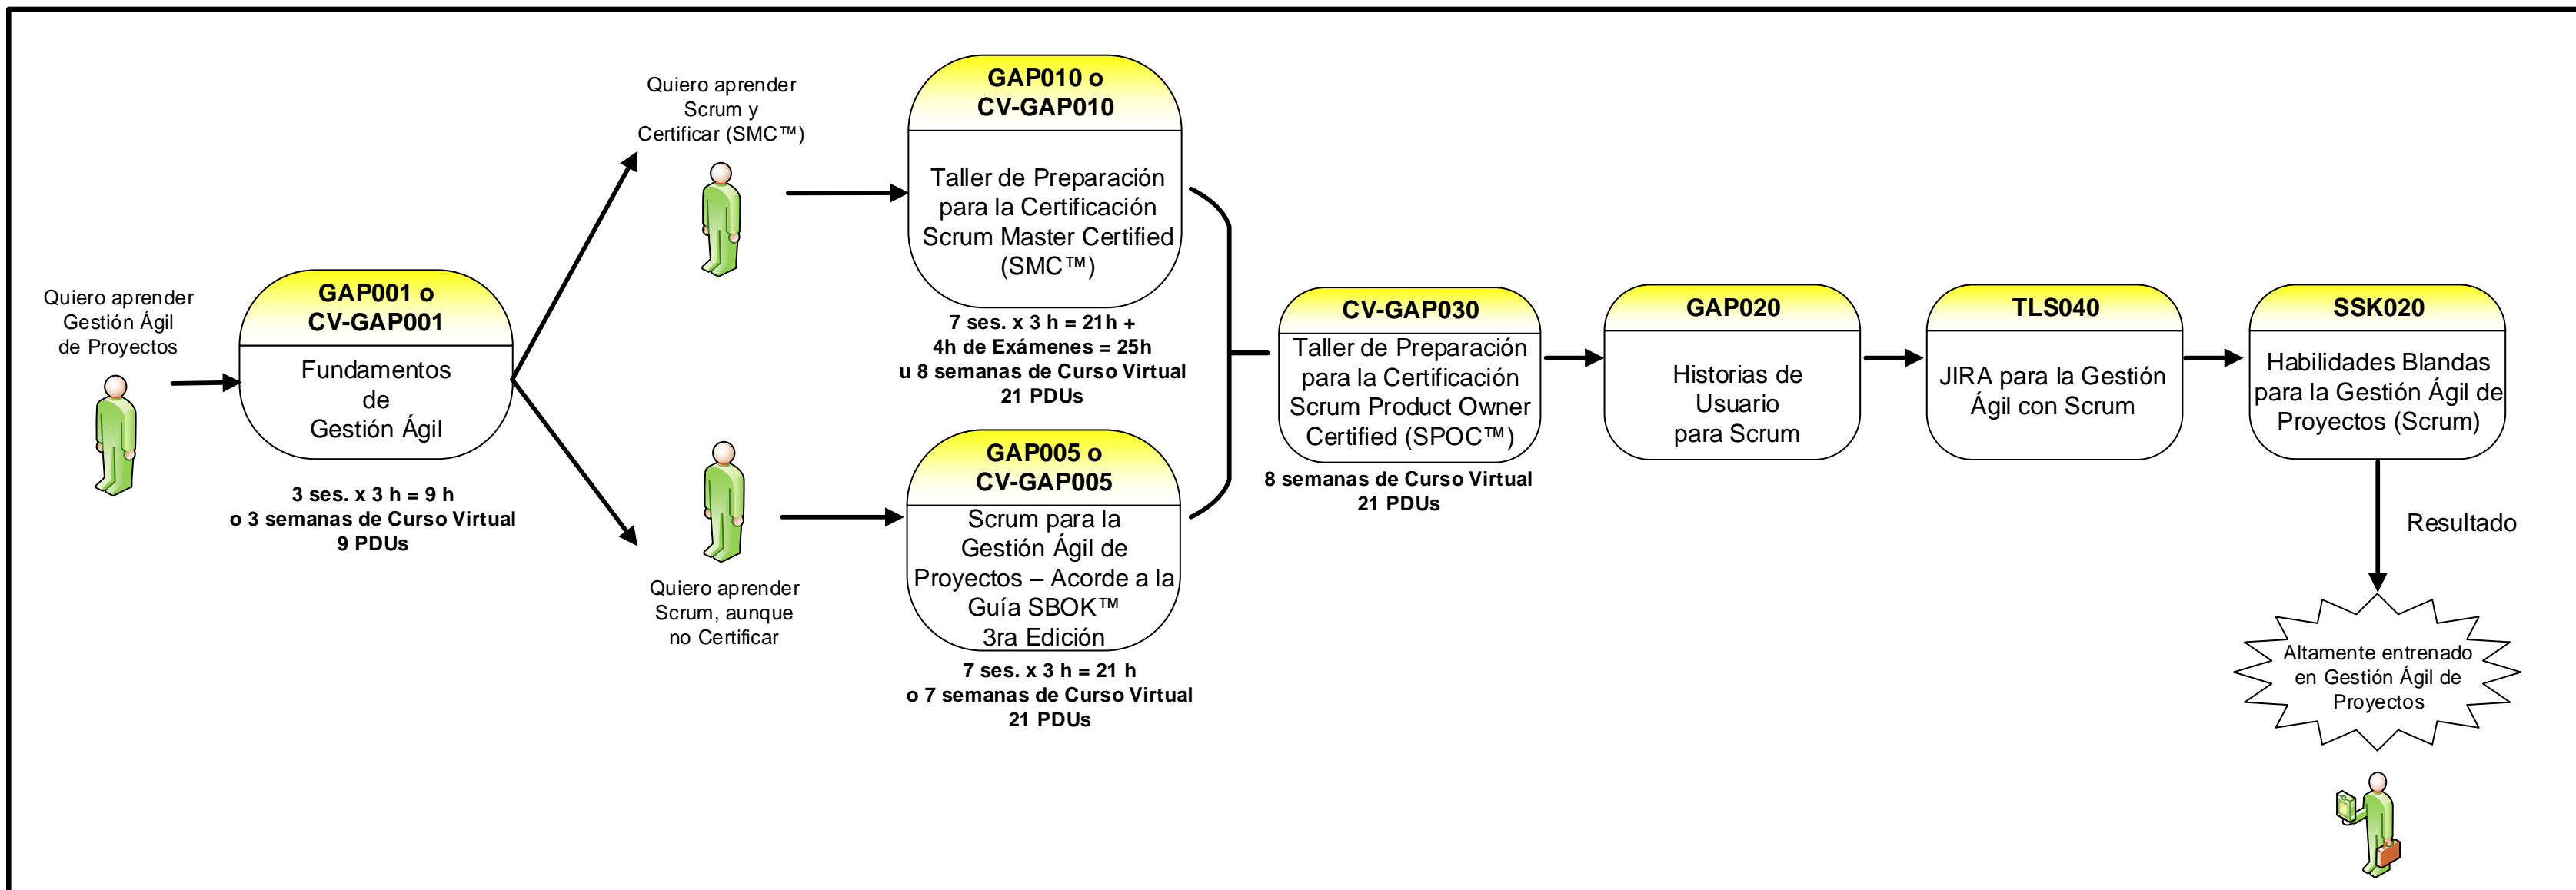 Quiero aprender
Gestión Ágil
de Proyectos
GAP001 o
CV-GAP001
Fundamentos
de
Gestión Ágil
3 ses. x 3 h = 9 h
o 3 semanas de Curso Virtual
9 PDUs
Quiero aprender
Scrum y
Certificar (SMC™)
GAP010 o
CV-GAP010
Taller de Preparación
para la Certificación
Scrum Master Certified
(SMC™)
7 ses. x 3 h = 21h +
4h de Exámenes = 25h
u 8 semanas de Curso Virtual
21 PDUs
Quiero aprender
Scrum, aunque
no Certificar
GAP005 o
CV-GAP005
Scrum para la
Gestión Ágil de
Proyectos – Acorde a la
Guía SBOK™
3ra Edición
7 ses. x 3 h = 21 h
o 7 semanas de Curso Virtual
21 PDUs
CV-GAP030
Taller de Preparación
para la Certificación
Scrum Product Owner
Certified (SPOC™)
8 semanas de Curso Virtual
21 PDUs
GAP020
Historias de
Usuario
para Scrum
TLS040
JIRA para la Gestión
Ágil con Scrum
SSK020
Habilidades Blandas
para la Gestión Ágil de
Proyectos (Scrum)
Resultado
Altamente entrenado
en Gestión Ágil de
Proyectos